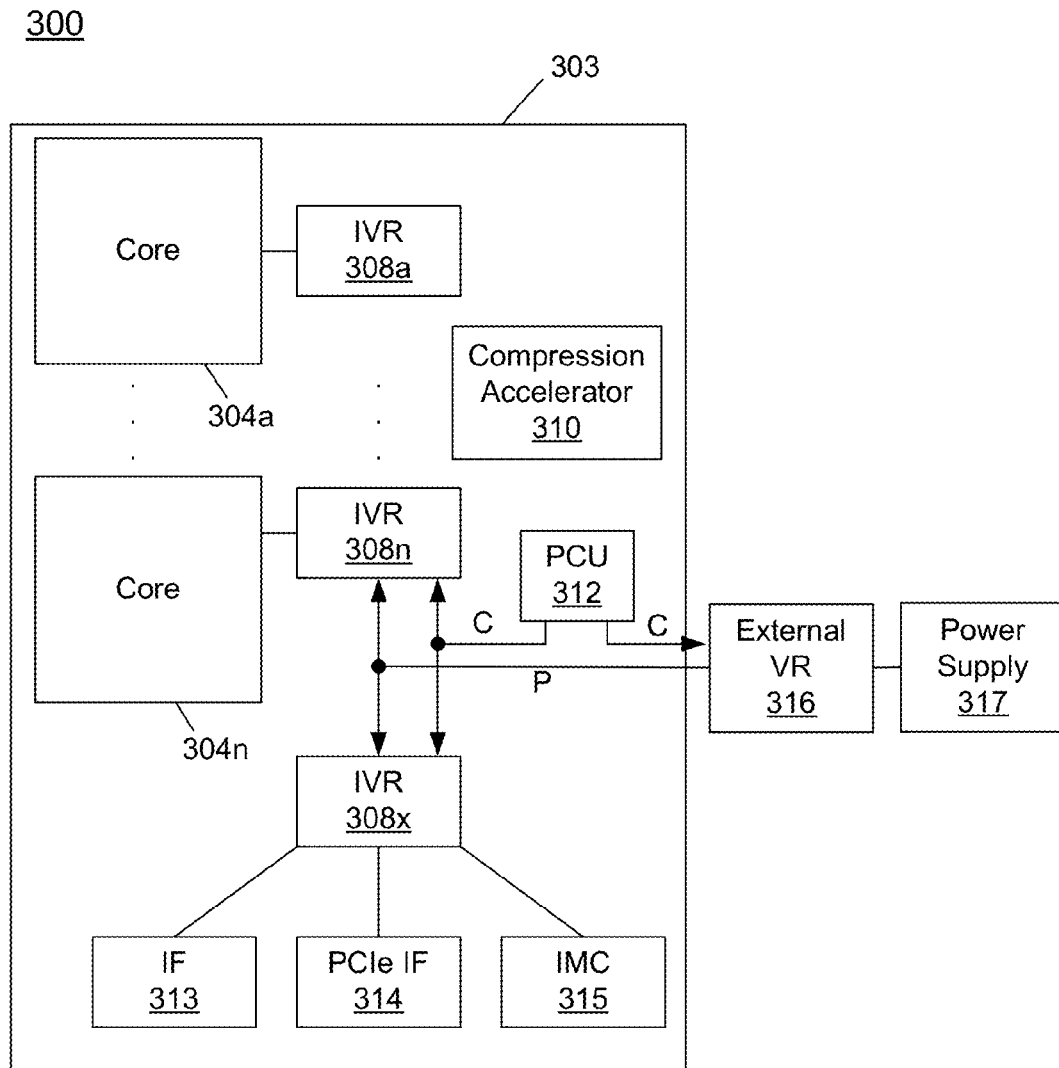 300
303
Core
IVR
308a
Compression
Accelerator
310
304a
IVR
308n
Core
PCU
312
C
C
P
External
VR
316
Power
Supply
317
304n
IVR
308x
IF
313
PCIe IF
314
IMC
315